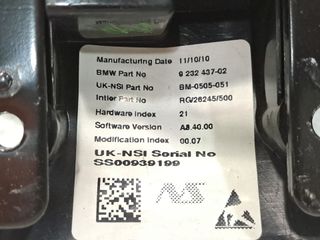 Manufacturing Date 11/10/10
BMW Part No 9 232 437-02
UK-NSI Part No BM-0505-051
Intier Part No RG/26245/500
Hardware Index 21
Software Version A8.40.00
Modification Index 00.07
UK-NSI Serial No
SS00939199